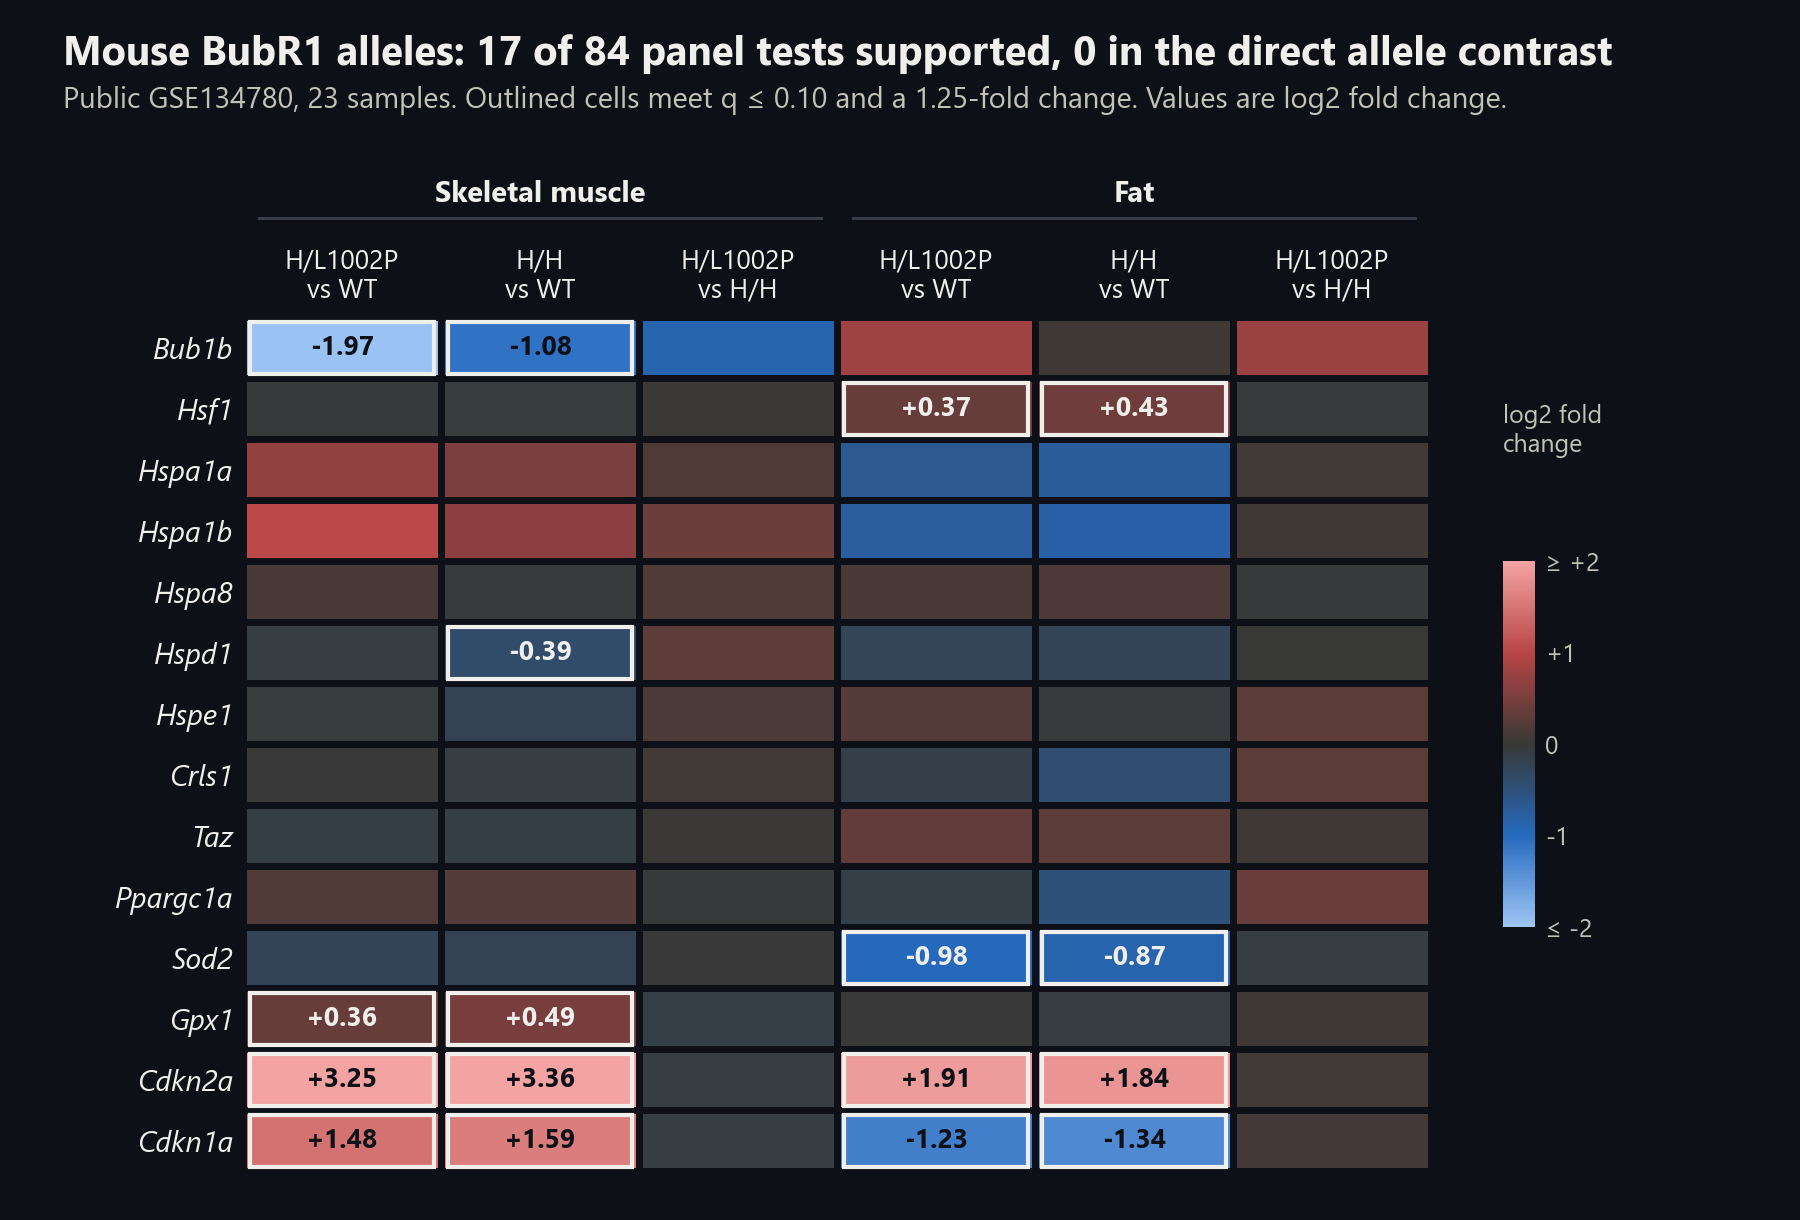 Mouse BubR1 alleles: 17 of 84 panel tests supported, 0 in the direct allele contrast
Public GSE134780, 23 samples. Outlined cells meet q ≤ 0.10 and a 1.25-fold change. Values are log2 fold change.
Skeletal muscle
Fat
H/L1002P
vs WT
H/H
vs WT
H/L1002P
vs H/H
H/L1002P
vs WT
H/H
vs WT
H/L1002P
vs H/H
Bub1b -1.97 -1.08
Hsf1 +0.37 +0.43
Hspa1a
Hspa1b
Hspa8
Hspd1 -0.39
Hspe1
Crls1
Taz
Ppargc1a
Sod2 -0.98 -0.87
Gpx1 +0.36 +0.49
Cdkn2a +3.25 +3.36 +1.91 +1.84
Cdkn1a +1.48 +1.59 -1.23 -1.34
log2 fold
change
≥ +2
+1
0
-1
≤ -2